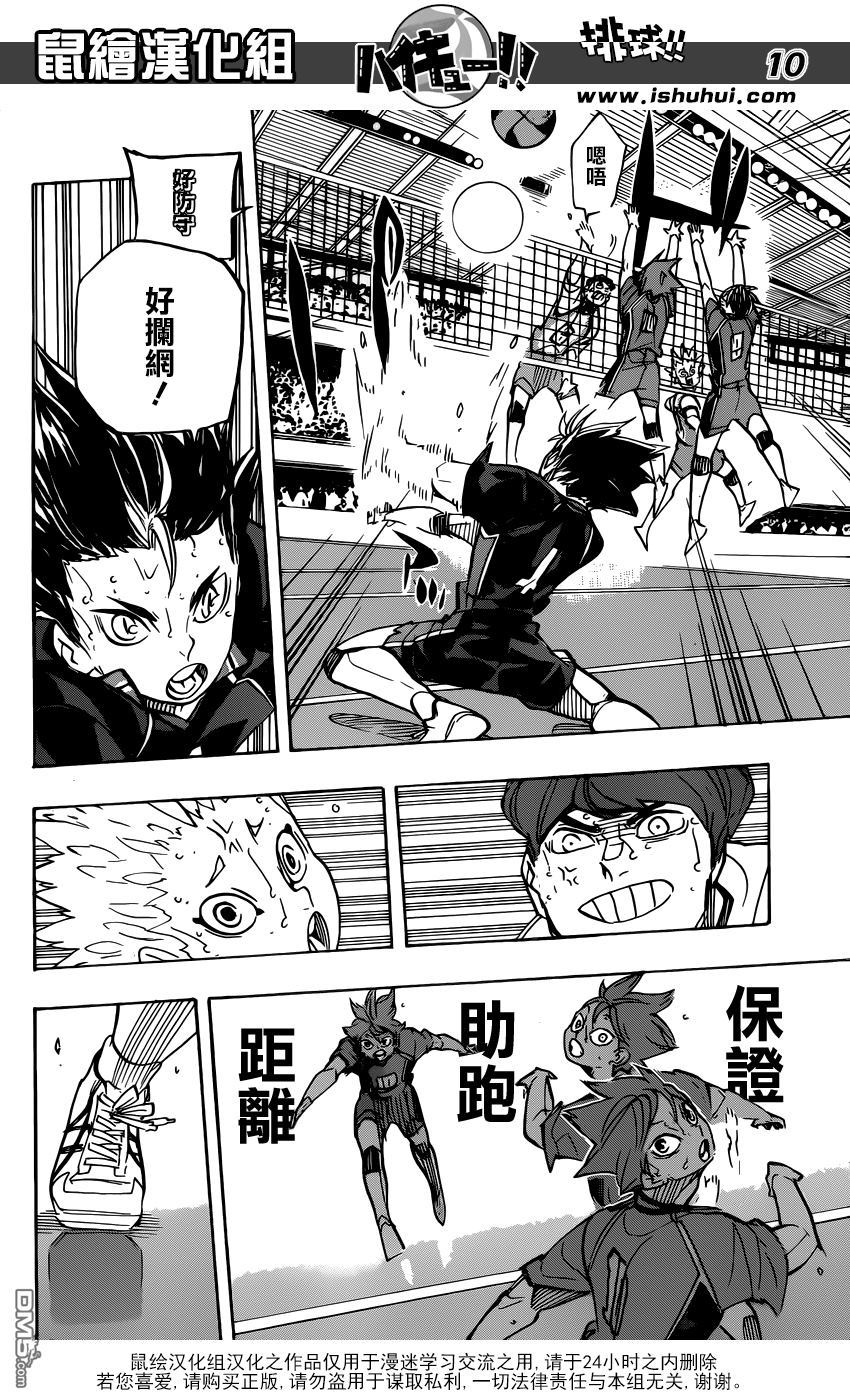 鼠繪漢化組
ハイキュー!!
排球!!
10
www.ishuhui.com
嗯唔
好防守
好攔網!
保證
助跑
距離
DM5
鼠绘汉化组汉化之作品仅用于漫迷学习交流之用, 请于24小时之内删除
若您喜爱, 请购买正版, 请勿用于谋取私利, 一切法律责任与本组无关, 谢谢。